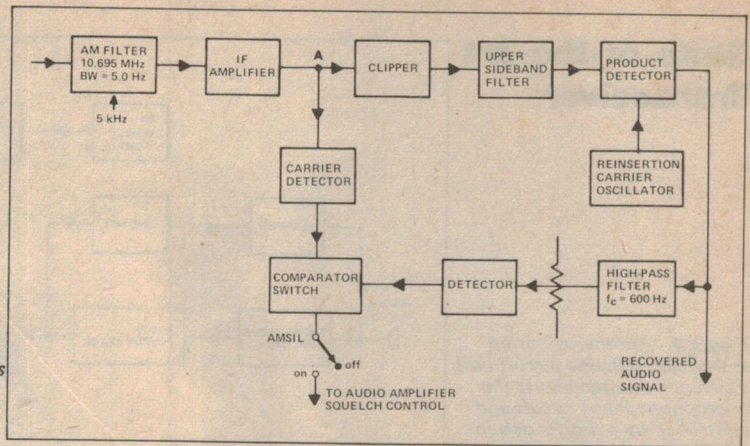 AM FILTER
10.695 MHz
BW = 5.0 Hz
5 kHz
IF
AMPLIFIER
A
CLIPPER
UPPER
SIDEBAND
FILTER
PRODUCT
DETECTOR
CARRIER
DETECTOR
REINSERTION
CARRIER
OSCILLATOR
COMPARATOR
SWITCH
DETECTOR
HIGH-PASS
FILTER
fc = 600 Hz
AMSIL
off
on
TO AUDIO AMPLIFIER
SQUELCH CONTROL
RECOVERED
AUDIO
SIGNAL
s